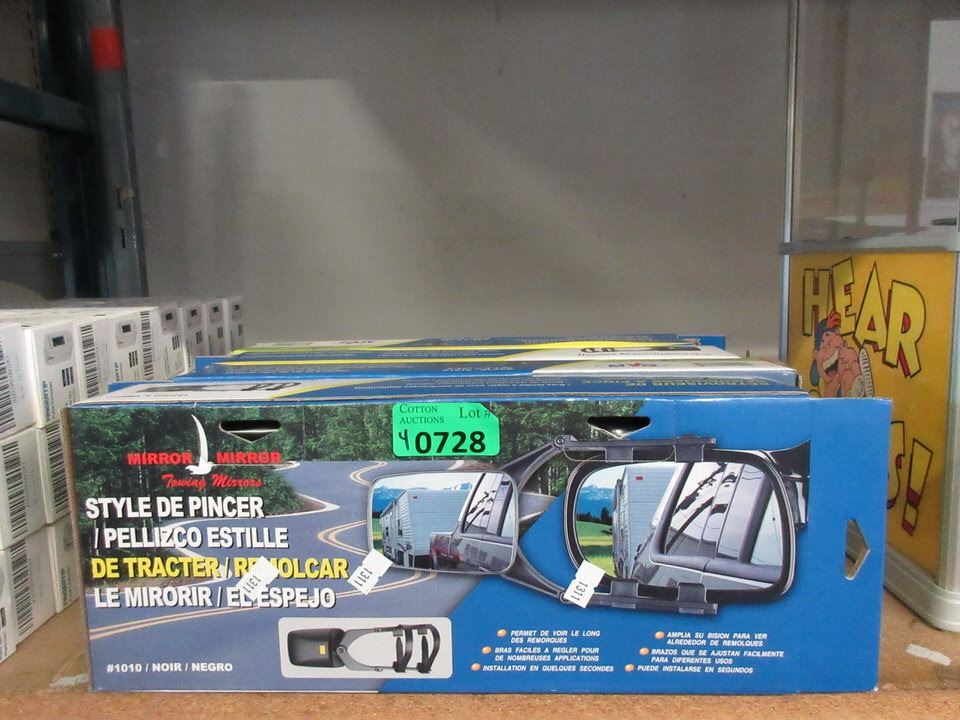 COTTON
AUCTIONS
Lot #
4 0728
MIRROR MIRROR
Towing Mirrors
STYLE DE PINCER
/ PELLIZCO ESTILLE
DE TRACTER / REMOLCAR
LE MIRORIR / EL ESPEJO
1311
1311
1311
#1010 / NOIR / NEGRO
PERMET DE VOIR LE LONG
DES REMORQUES
BRAS FACILES A REGLER POUR
DE NOMBREUSES APPLICATIONS
INSTALLATION EN QUELQUES SECONDES
AMPLIA SU BISION PARA VER
ALREDEDOR DE REMOLQUES
BRAZOS QUE SE AJUSTAN FACILMENTE
PARA DIFERENTES USOS
PUEDE INSTALARSE EN SEGUNDOS
HEAR
S!